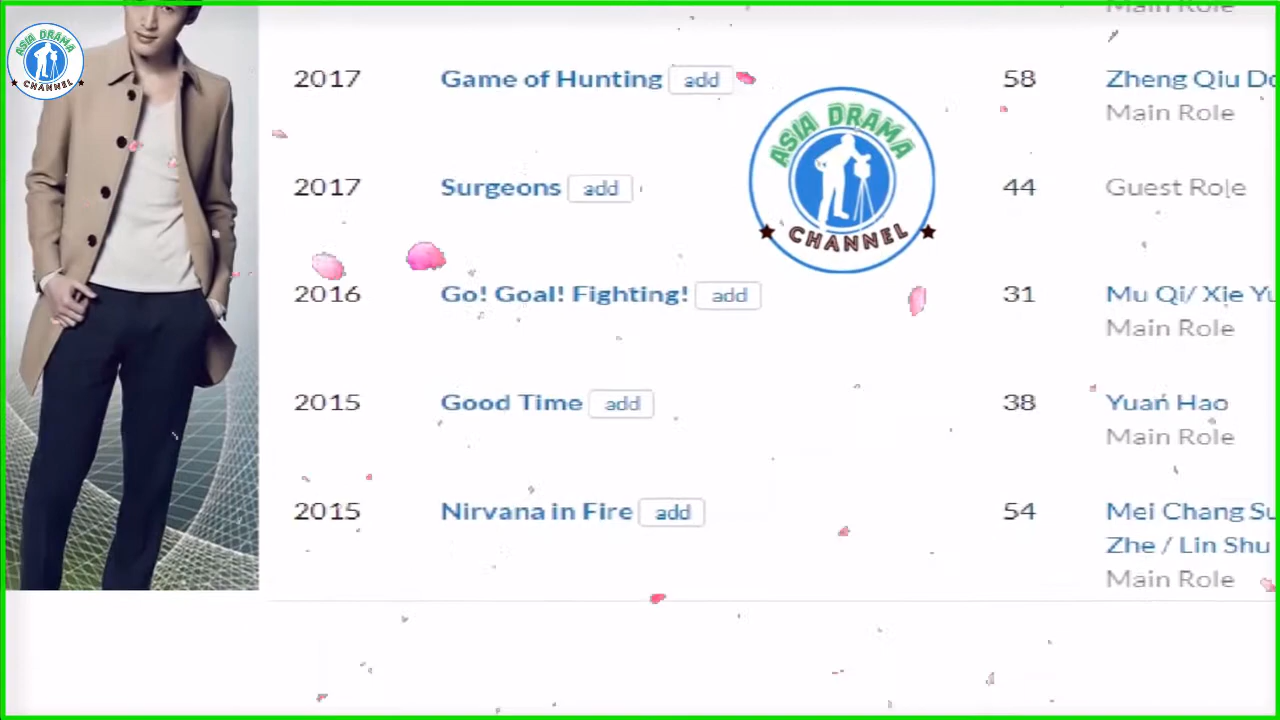 ASIA DRAMA
CHANNEL
Main Role
2017 Game of Hunting add 58 Zheng Qiu Do
Main Role
ASIA DRAMA
CHANNEL
2017 Surgeons add 44 Guest Role
2016 Go! Goal! Fighting! add 31 Mu Qi/ Xie Yu
Main Role
2015 Good Time add 38 Yuan Hao
Main Role
2015 Nirvana in Fire add 54 Mei Chang Su
Zhe / Lin Shu
Main Role